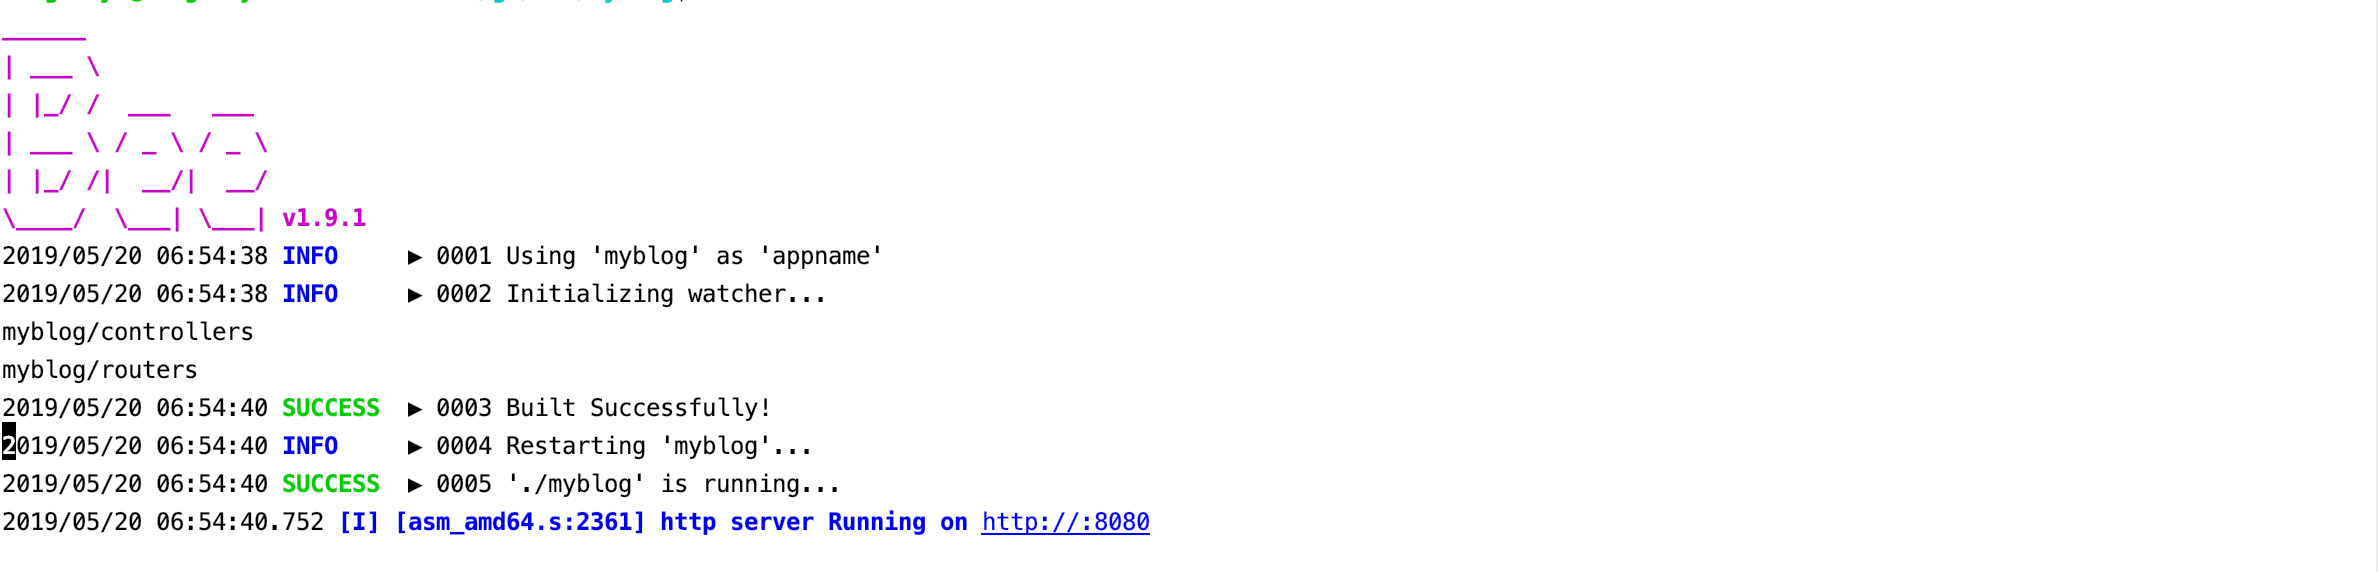 ______
| ___ \
| |_/ /  ___   ___
| ___ \ / _ \ / _ \
| |_/ /|  __/|  __/
\____/  \___| \___| v1.9.1
2019/05/20 06:54:38 INFO     ▶ 0001 Using 'myblog' as 'appname'
2019/05/20 06:54:38 INFO     ▶ 0002 Initializing watcher...
myblog/controllers
myblog/routers
2019/05/20 06:54:40 SUCCESS  ▶ 0003 Built Successfully!
2019/05/20 06:54:40 INFO     ▶ 0004 Restarting 'myblog'...
2019/05/20 06:54:40 SUCCESS  ▶ 0005 './myblog' is running...
2019/05/20 06:54:40.752 [I] [asm_amd64.s:2361] http server Running on http://:8080